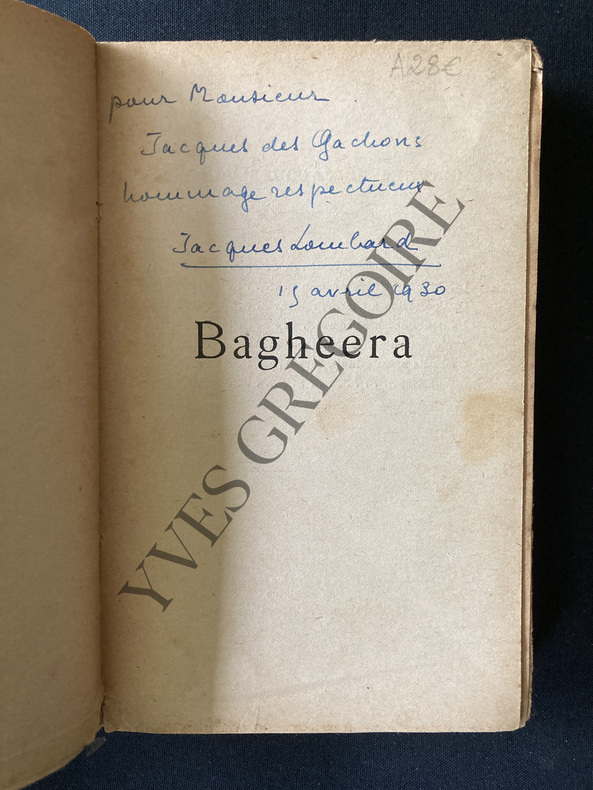 A28€
pour Monsieur
Jacques des Gachons
hommage respectueux
Jacques Lombard
15 avril 1930
Bagheera
YVES GREGOIRE